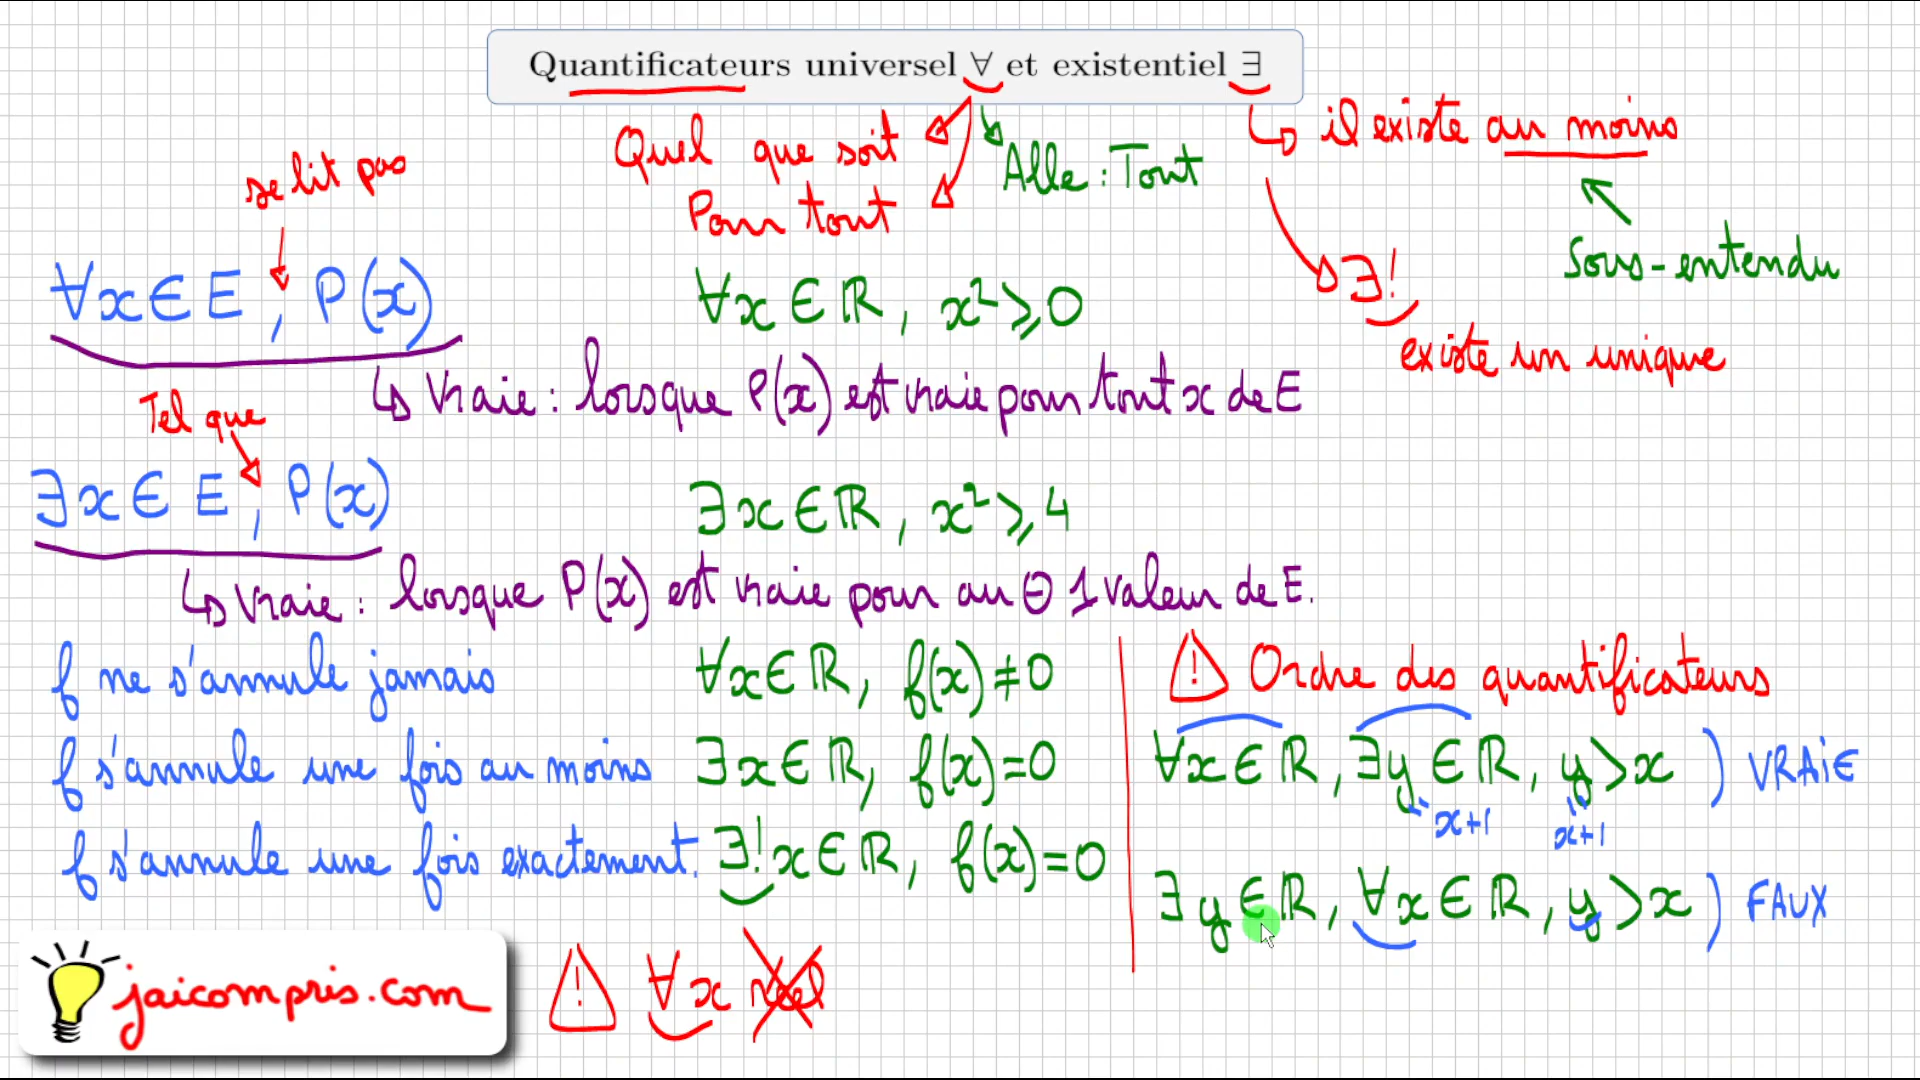 Quantificateurs universel ∀ et existentiel ∃
il existe au moins
Quel que soit
Alle : Tout
se lit pas
Pour tout
Sous-entendu
∀x∈E , P(x)
∀x∈ℝ, x²⩾0
∃!
existe un unique
Vraie : lorsque P(x) est vraie pour tout x de E
Tel que
∃x∈E , P(x)
∃x∈ℝ, x²⩾4
Vraie : lorsque P(x) est vraie pour au ⊖ 1 valeur de E.
f ne s'annule jamais
∀x∈ℝ, f(x)≠0
! Ordre des quantificateurs
f s'annule une fois au moins
∃x∈ℝ, f(x)=0
∀x∈ℝ, ∃y∈ℝ, y>x ) VRAiE
x+1
x+1
f s'annule une fois exactement.
∃!x∈ℝ, f(x)=0
∃y∈ℝ, ∀x∈ℝ, y>x ) FAUX
jaicompris.com
! ∀x réel